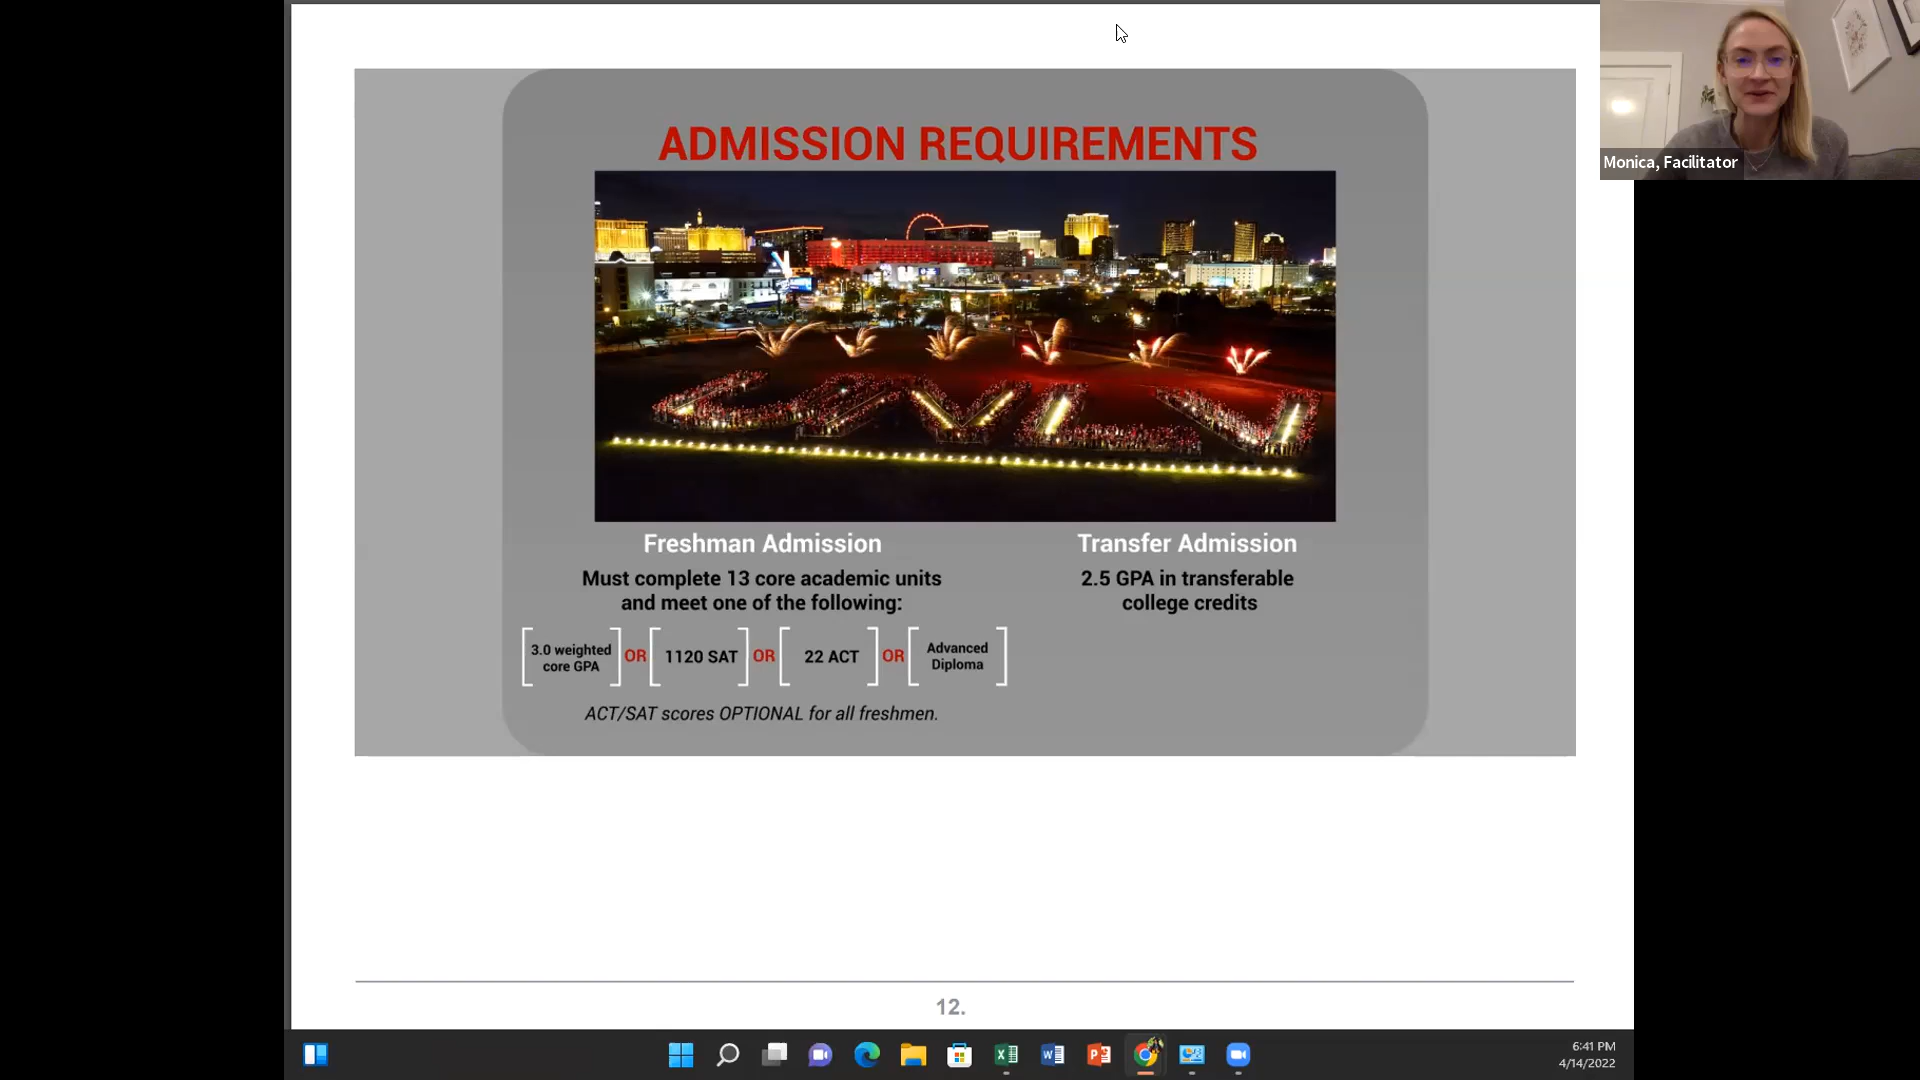 ADMISSION REQUIREMENTS
UNLV
Freshman Admission
Must complete 13 core academic units
and meet one of the following:
3.0 weighted
core GPA
OR
1120 SAT
OR
22 ACT
OR
Advanced
Diploma
ACT/SAT scores OPTIONAL for all freshmen.
Transfer Admission
2.5 GPA in transferable
college credits
12.
Monica, Facilitator
6:41 PM
4/14/2022